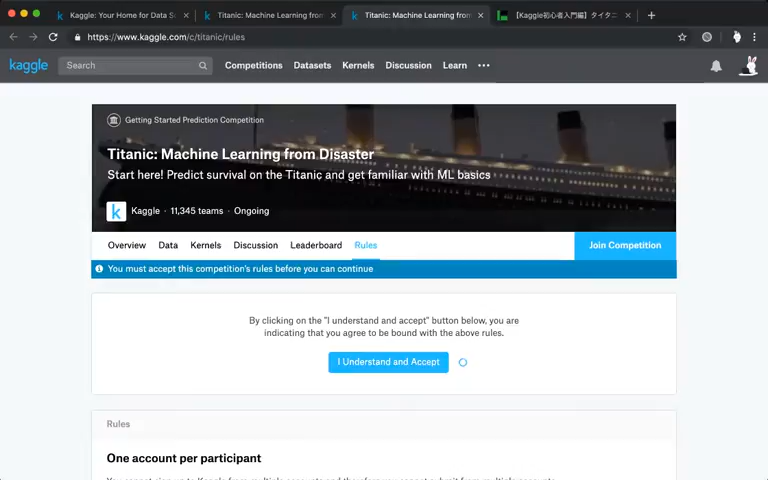 Kaggle: Your Home for Data Sc
Titanic: Machine Learning from
Titanic: Machine Learning from
【Kaggle初心者入門編】タイタニ
https://www.kaggle.com/c/titanic/rules
kaggle
Search
Competitions
Datasets
Kernels
Discussion
Learn
Getting Started Prediction Competition
Titanic: Machine Learning from Disaster
Start here! Predict survival on the Titanic and get familiar with ML basics
k
Kaggle · 11,345 teams · Ongoing
Overview
Data
Kernels
Discussion
Leaderboard
Rules
Join Competition
You must accept this competition's rules before you can continue
By clicking on the "I understand and accept" button below, you are
indicating that you agree to be bound with the above rules.
I Understand and Accept
Rules
One account per participant